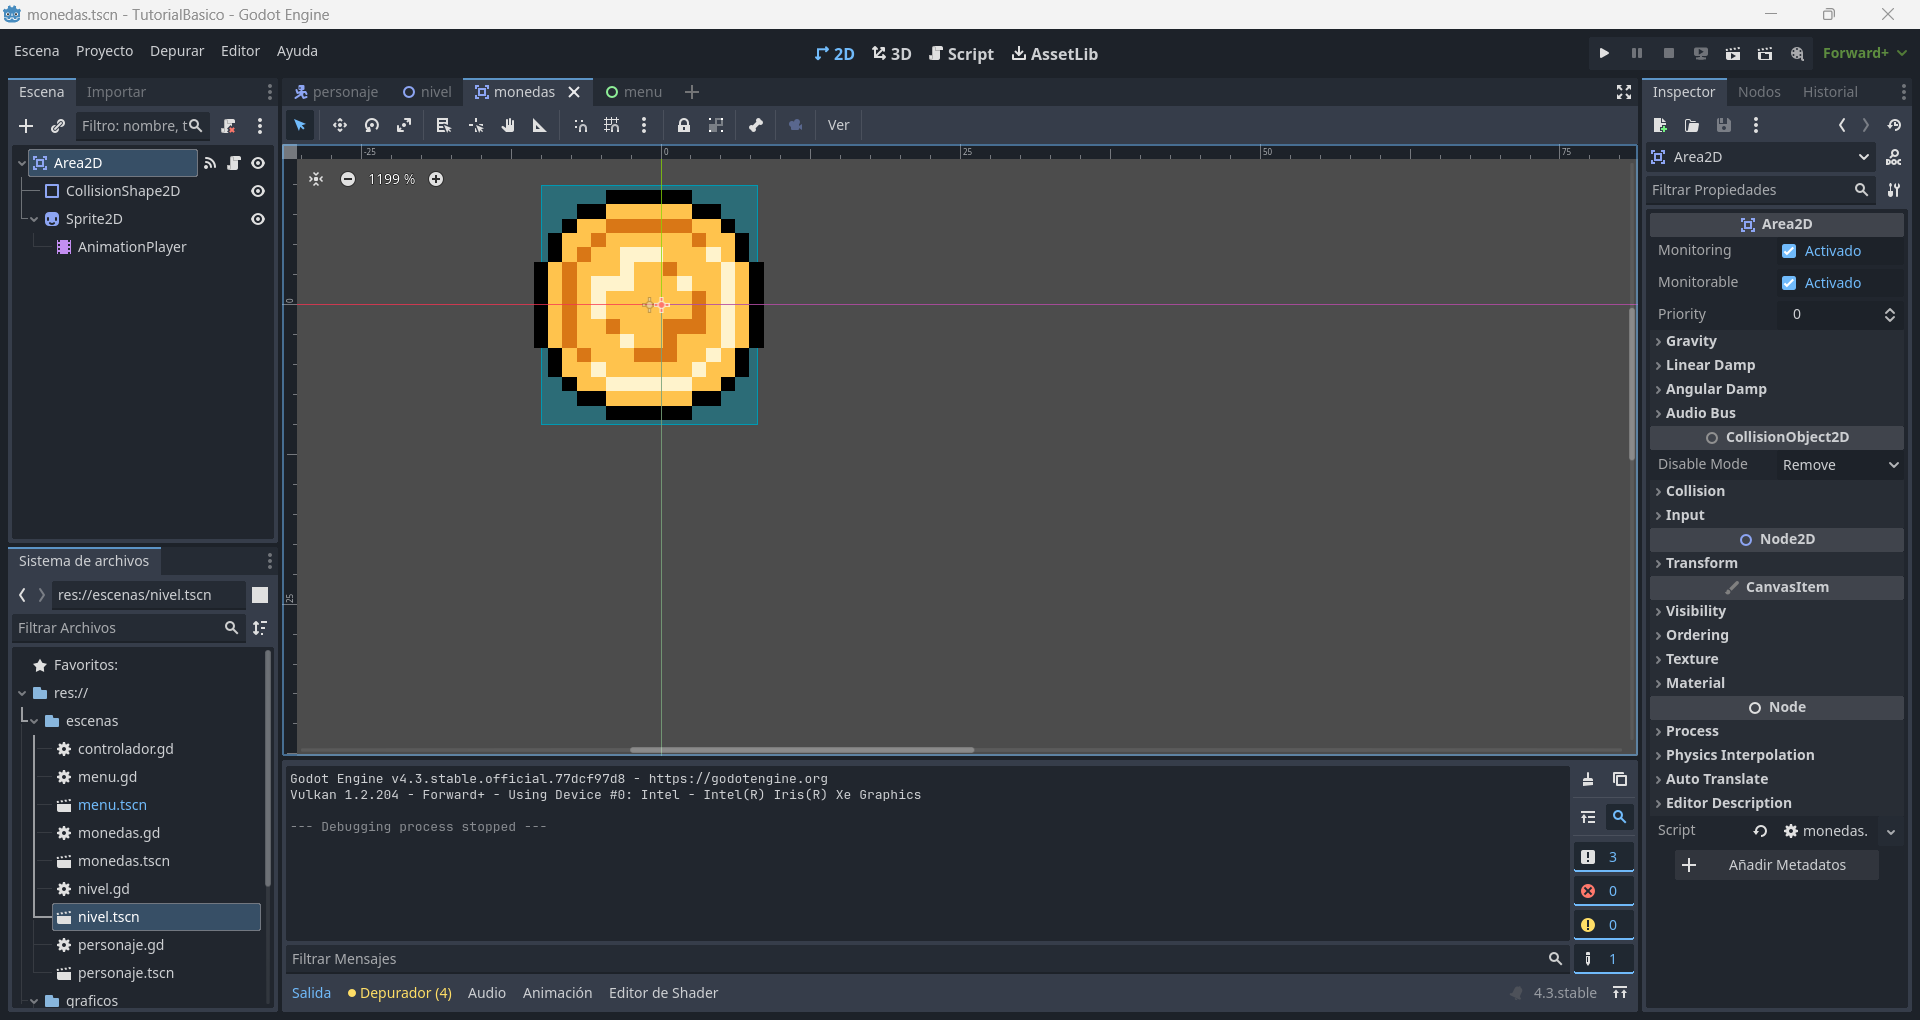 monedas.tscn - TutorialBasico - Godot Engine
Escena Proyecto Depurar Editor Ayuda
2D 3D Script AssetLib
Forward+
Escena Importar
Filtro: nombre, t
Area2D
CollisionShape2D
Sprite2D
AnimationPlayer
Sistema de archivos
res://escenas/nivel.tscn
Filtrar Archivos
Favoritos:
res://
escenas
controlador.gd
menu.gd
menu.tscn
monedas.gd
monedas.tscn
nivel.gd
nivel.tscn
personaje.gd
personaje.tscn
graficos
personaje nivel monedas menu
Ver
-25 0 25 50 75
0
25
1199 %
Godot Engine v4.3.stable.official.77dcf97d8 - https://godotengine.org
Vulkan 1.2.204 - Forward+ - Using Device #0: Intel - Intel(R) Iris(R) Xe Graphics
--- Debugging process stopped ---
3
0
0
1
Filtrar Mensajes
Salida Depurador (4) Audio Animación Editor de Shader
4.3.stable
Inspector Nodos Historial
Area2D
Filtrar Propiedades
Area2D
Monitoring Activado
Monitorable Activado
Priority 0
Gravity
Linear Damp
Angular Damp
Audio Bus
CollisionObject2D
Disable Mode Remove
Collision
Input
Node2D
Transform
CanvasItem
Visibility
Ordering
Texture
Material
Node
Process
Physics Interpolation
Auto Translate
Editor Description
Script monedas.
Añadir Metadatos